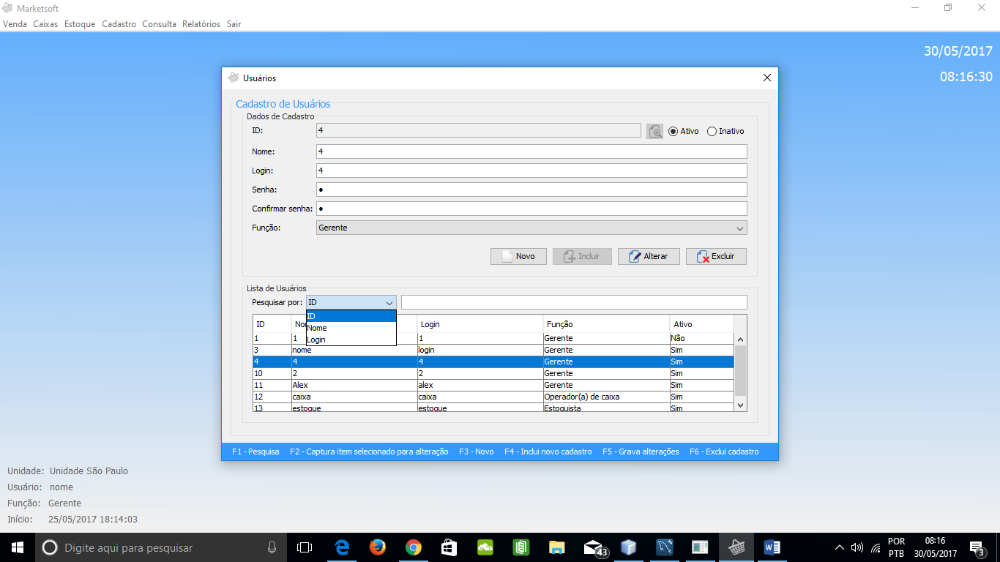 Marketsoft
Venda Caixas Estoque Cadastro Consulta Relatórios Sair
30/05/2017
08:16:30
Usuários
Cadastro de Usuários
Dados de Cadastro
ID: 4 Ativo Inativo
Nome: 4
Login: 4
Senha: ●
Confirmar senha: ●
Função: Gerente
Novo Incluir Alterar Excluir
Lista de Usuários
Pesquisar por: ID
ID
Nome
Login
ID Login Função Ativo
1 1 1 Gerente Não
3 nome login Gerente Sim
4 4 4 Gerente Sim
10 2 2 Gerente Sim
11 Alex alex Gerente Sim
12 caixa caixa Operador(a) de caixa Sim
13 estoque estoque Estoquista Sim
F1 - Pesquisa F2 - Captura item selecionado para alteração F3 - Novo F4 - Inclui novo cadastro F5 - Grava alterações F6 - Exclui cadastro
Unidade: Unidade São Paulo
Usuário: nome
Função: Gerente
Início: 25/05/2017 18:14:03
Digite aqui para pesquisar
43
POR
PTB
08:16
30/05/2017
3